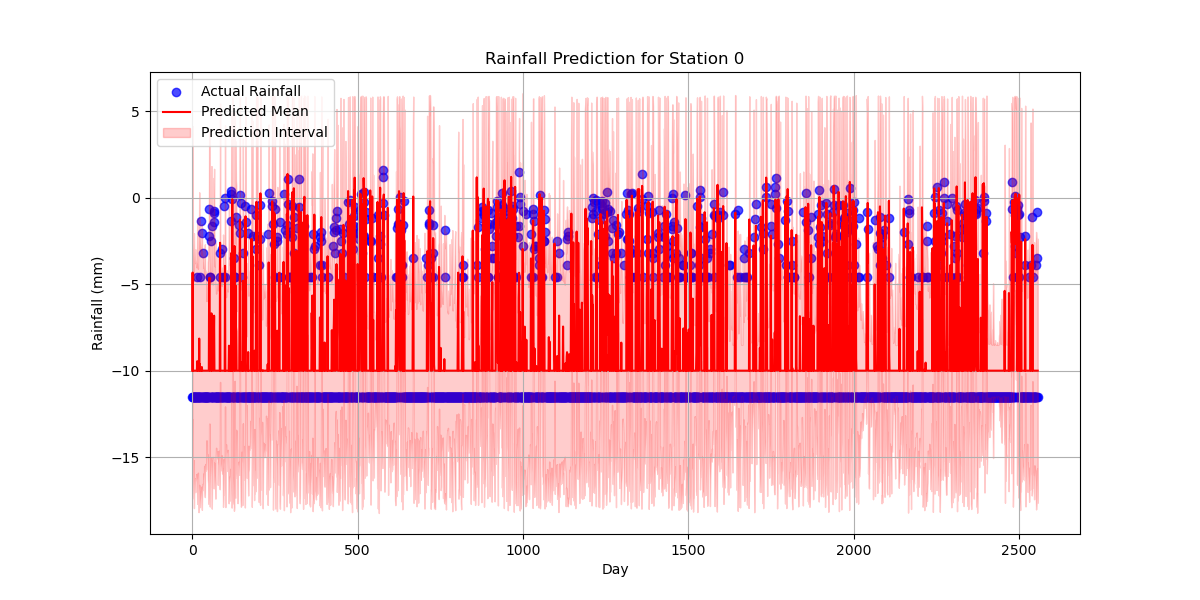 Rainfall Prediction for Station 0
Actual Rainfall
Predicted Mean
Prediction Interval
Rainfall (mm)
5
0
−5
−10
−15
0
500
1000
1500
2000
2500
Day